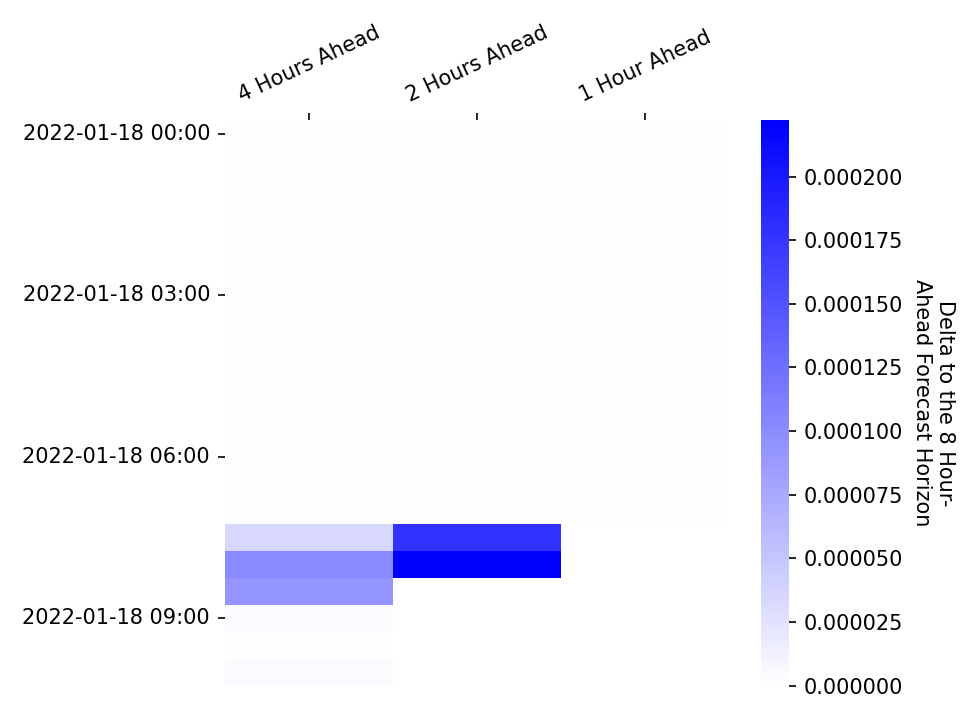 4 Hours Ahead
2 Hours Ahead
1 Hour Ahead
2022-01-18 00:00
2022-01-18 03:00
2022-01-18 06:00
2022-01-18 09:00
0.000200
0.000175
0.000150
0.000125
0.000100
0.000075
0.000050
0.000025
0.000000
Delta to the 8 Hour-
Ahead Forecast Horizon